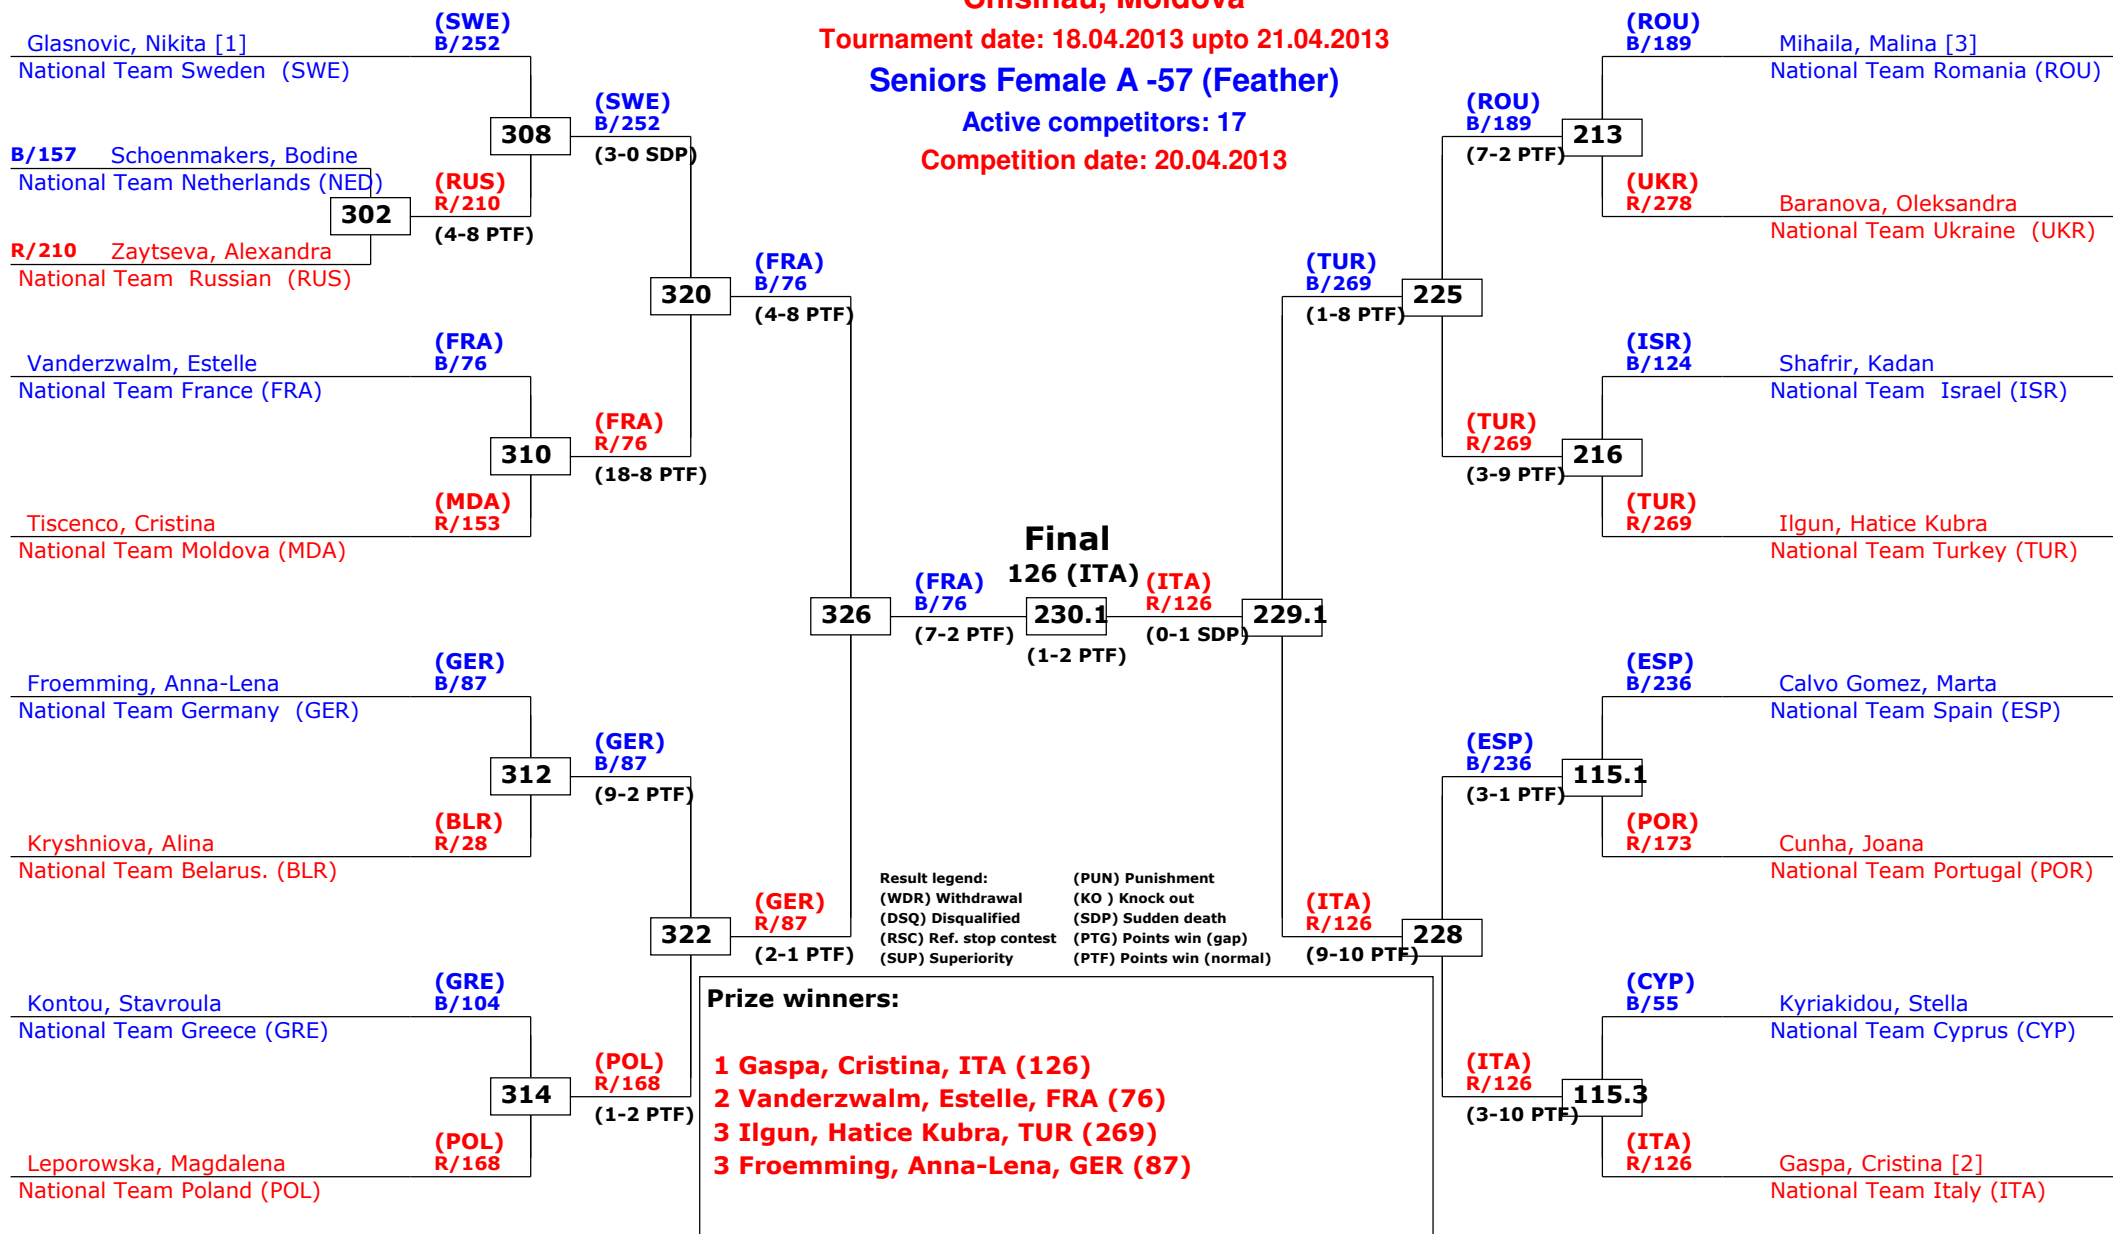 Chisinau, Moldova
Tournament date: 18.04.2013 upto 21.04.2013
Seniors Female A -57 (Feather)
Active competitors: 17
Competition date: 20.04.2013
Glasnovic, Nikita [1]
National Team Sweden (SWE)
(SWE)
B/252
B/157 Schoenmakers, Bodine
National Team Netherlands (NED)
302
R/210 Zaytseva, Alexandra
National Team Russian (RUS)
(RUS)
R/210
(4-8 PTF)
308
(SWE)
B/252
(3-0 SDP)
Vanderzwalm, Estelle
National Team France (FRA)
(FRA)
B/76
310
Tiscenco, Cristina
National Team Moldova (MDA)
(MDA)
R/153
(FRA)
R/76
(18-8 PTF)
320
(FRA)
B/76
(4-8 PTF)
Froemming, Anna-Lena
National Team Germany (GER)
(GER)
B/87
312
Kryshniova, Alina
National Team Belarus. (BLR)
(BLR)
R/28
(GER)
B/87
(9-2 PTF)
Kontou, Stavroula
National Team Greece (GRE)
(GRE)
B/104
314
Leporowska, Magdalena
National Team Poland (POL)
(POL)
R/168
(POL)
R/168
(1-2 PTF)
322
(GER)
R/87
(2-1 PTF)
326
(FRA)
B/76
(7-2 PTF)
Final
126 (ITA)
230.1
(1-2 PTF)
(ITA)
R/126
(0-1 SDP)
229.1
(TUR)
B/269
(1-8 PTF)
225
(ROU)
B/189
(7-2 PTF)
213
(ROU)
B/189
Mihaila, Malina [3]
National Team Romania (ROU)
(UKR)
R/278
Baranova, Oleksandra
National Team Ukraine (UKR)
(TUR)
R/269
(3-9 PTF)
216
(ISR)
B/124
Shafrir, Kadan
National Team Israel (ISR)
(TUR)
R/269
Ilgun, Hatice Kubra
National Team Turkey (TUR)
(ITA)
R/126
(9-10 PTF)
228
(ESP)
B/236
(3-1 PTF)
115.1
(ESP)
B/236
Calvo Gomez, Marta
National Team Spain (ESP)
(POR)
R/173
Cunha, Joana
National Team Portugal (POR)
(ITA)
R/126
(3-10 PTF)
115.3
(CYP)
B/55
Kyriakidou, Stella
National Team Cyprus (CYP)
(ITA)
R/126
Gaspa, Cristina [2]
National Team Italy (ITA)
Result legend: (PUN) Punishment
(WDR) Withdrawal (KO ) Knock out
(DSQ) Disqualified (SDP) Sudden death
(RSC) Ref. stop contest (PTG) Points win (gap)
(SUP) Superiority (PTF) Points win (normal)
Prize winners:
1 Gaspa, Cristina, ITA (126)
2 Vanderzwalm, Estelle, FRA (76)
3 Ilgun, Hatice Kubra, TUR (269)
3 Froemming, Anna-Lena, GER (87)